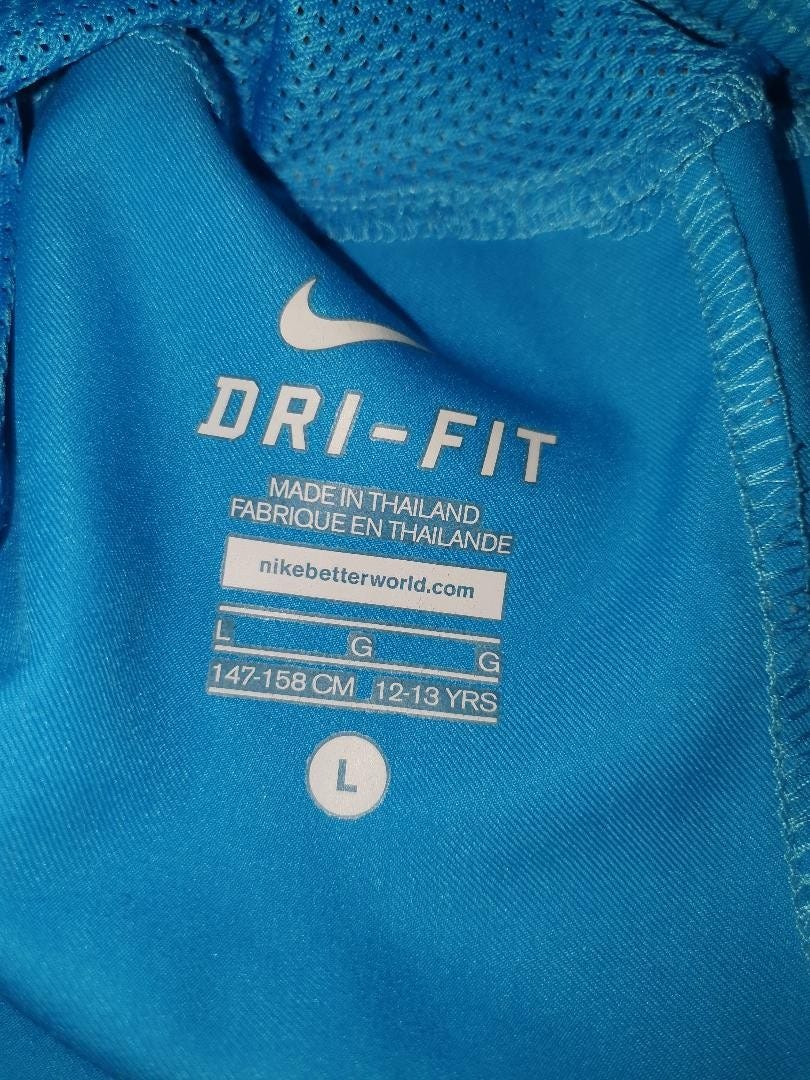 DRI-FIT
MADE IN THAILAND
FABRIQUE EN THAILANDE
nikebetterworld.com
L G G
147-158 CM 12-13 YRS
L